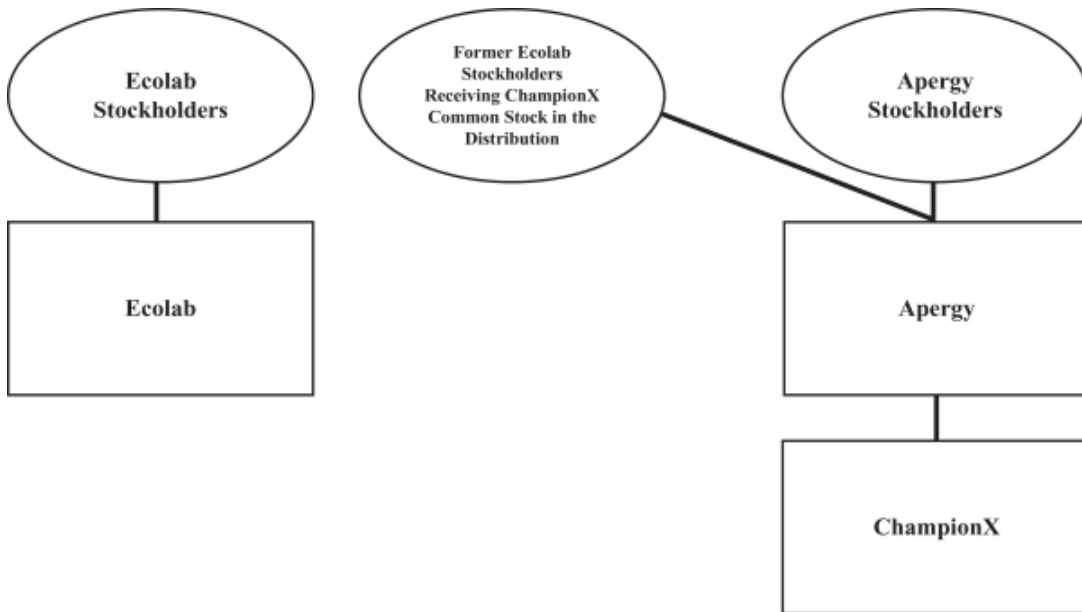 Ecolab
Stockholders
Former Ecolab
Stockholders
Receiving ChampionX
Common Stock in the
Distribution
Apergy
Stockholders
Ecolab
Apergy
ChampionX